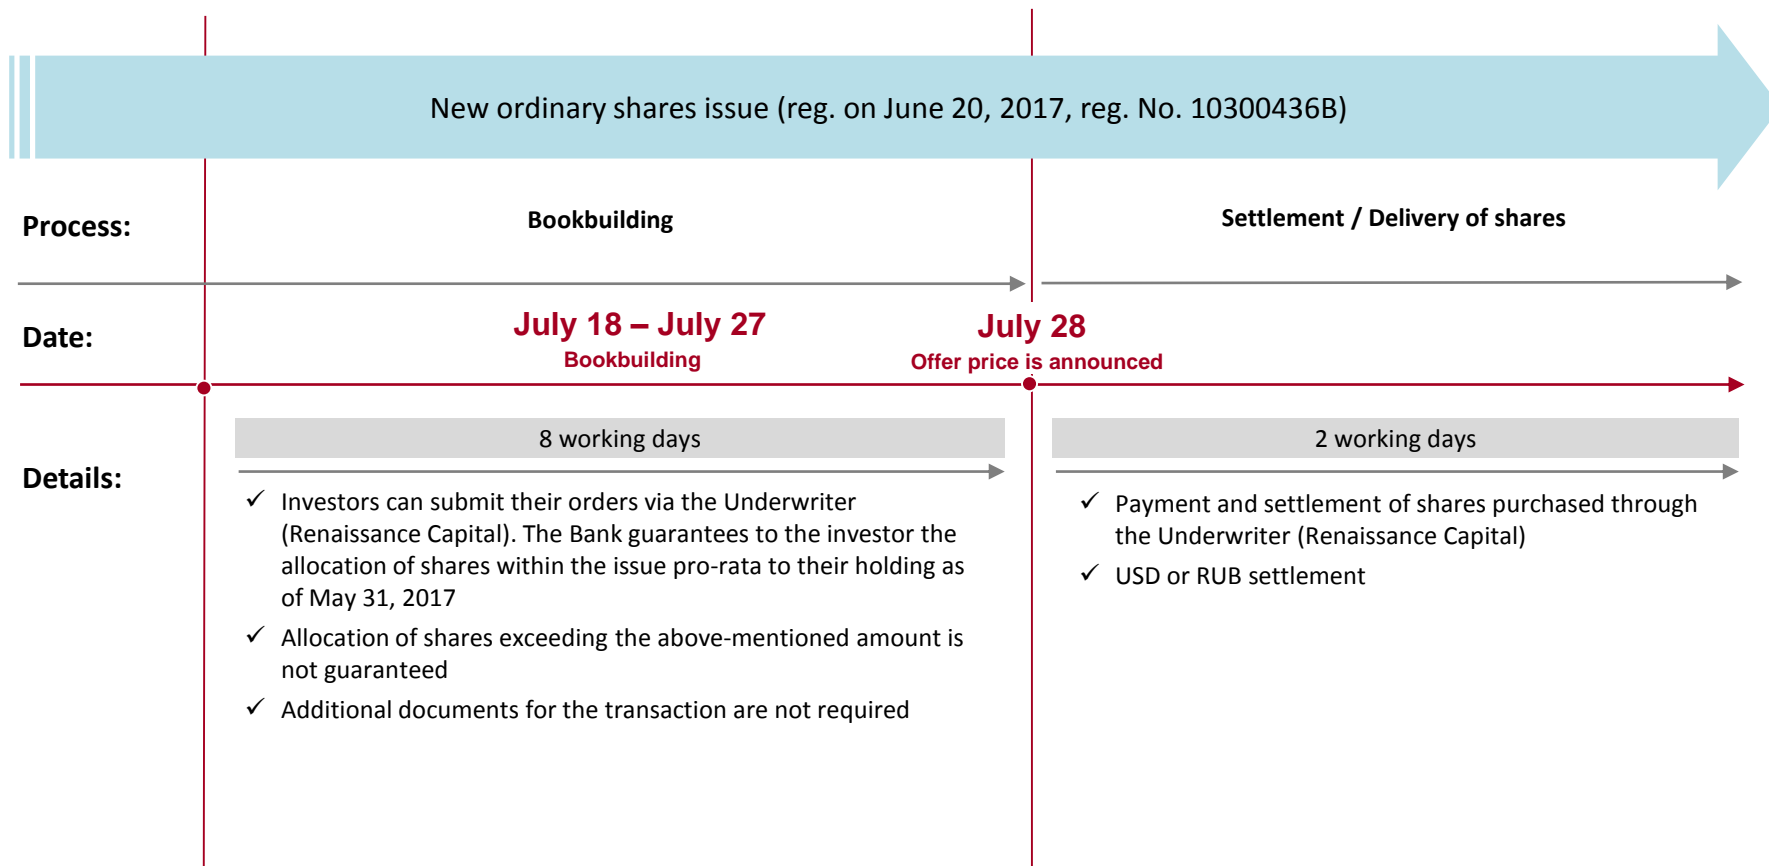 New ordinary shares issue (reg. on June 20, 2017, reg. No. 10300436B)
Process:
Bookbuilding
Settlement / Delivery of shares
Date:
July 18 – July 27
Bookbuilding
July 28
Offer price is announced
Details:
8 working days
✓ Investors can submit their orders via the Underwriter
(Renaissance Capital). The Bank guarantees to the investor the
allocation of shares within the issue pro-rata to their holding as
of May 31, 2017
✓ Allocation of shares exceeding the above-mentioned amount is
not guaranteed
✓ Additional documents for the transaction are not required
2 working days
✓ Payment and settlement of shares purchased through
the Underwriter (Renaissance Capital)
✓ USD or RUB settlement